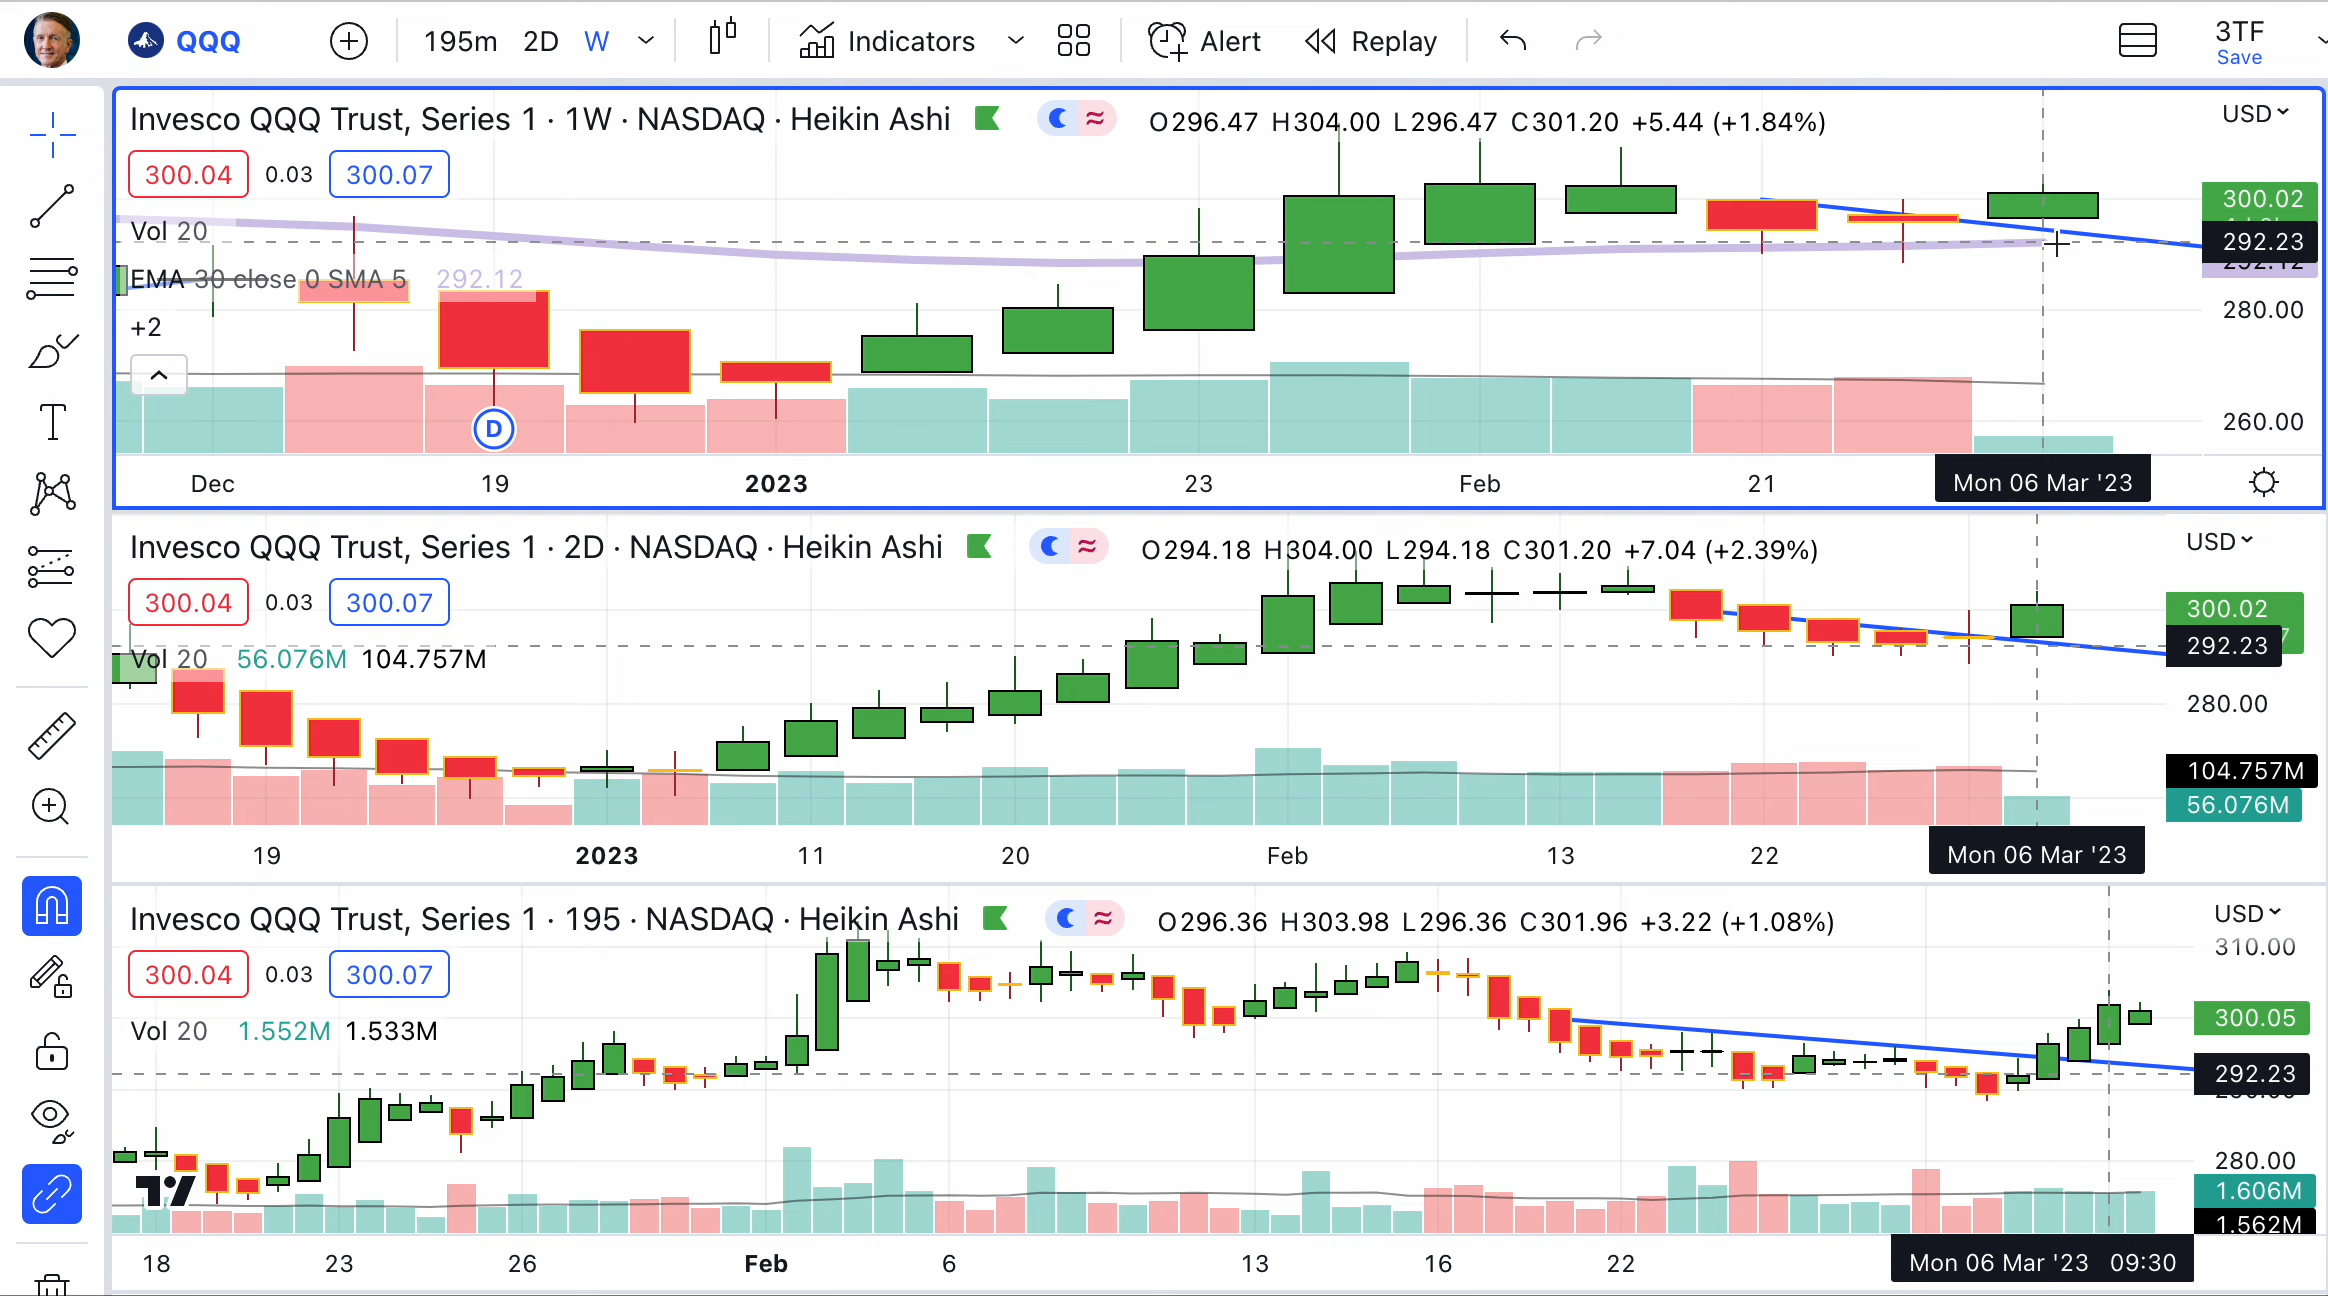 QQQ 195m 2D W Indicators Alert Replay 3TF
Save
Invesco QQQ Trust, Series 1 · 1W · NASDAQ · Heikin Ashi O296.47 H304.00 L296.47 C301.20 +5.44 (+1.84%) USD
300.04 0.03 300.07
300.02
Vol 20
292.23
292.12
EMA 30 close 0 SMA 5 292.12
280.00
+2
260.00
D
Dec 19 2023 23 Feb 21 Mon 06 Mar '23
Invesco QQQ Trust, Series 1 · 2D · NASDAQ · Heikin Ashi O294.18 H304.00 L294.18 C301.20 +7.04 (+2.39%) USD
300.04 0.03 300.07
300.02
292.23
Vol 20 56.076M 104.757M
280.00
104.757M
56.076M
19 2023 11 20 Feb 13 22 Mon 06 Mar '23
Invesco QQQ Trust, Series 1 · 195 · NASDAQ · Heikin Ashi O296.36 H303.98 L296.36 C301.96 +3.22 (+1.08%) USD
310.00
300.04 0.03 300.07
300.05
Vol 20 1.552M 1.533M
292.23
280.00
1.606M
1.562M
18 23 26 Feb 6 13 16 22 Mon 06 Mar '23 09:30